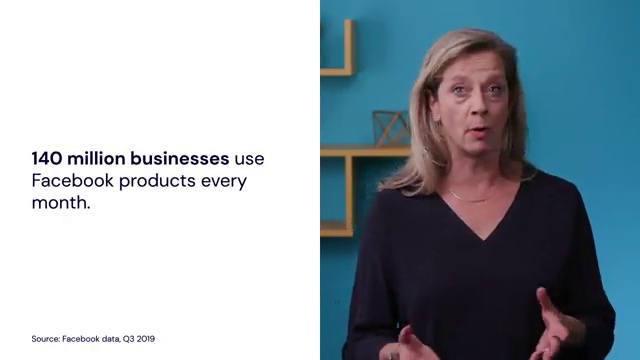 140 million businesses use
Facebook products every
month.
Source: Facebook data, Q3 2019